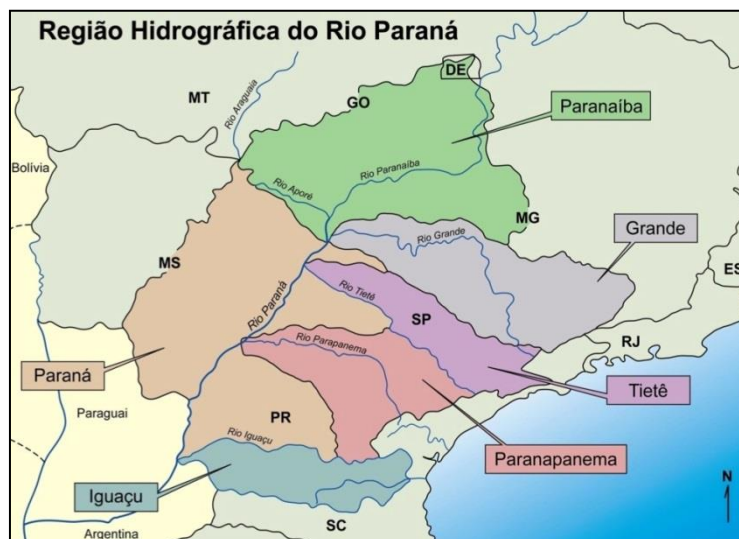 Região Hidrográfica do Rio Paraná
DE
MT
Rio Araguaia
GO
Paranaíba
Bolívia
Rio Paranaíba
Rio Aporé
MG
Grande
Rio Grande
MS
ES
Rio Paraná
Rio Tietê
SP
RJ
Rio Parapanema
Paraná
Tietê
Paraguai
PR
Rio Iguaçu
Paranapanema
Iguaçu
N
SC
Argentina